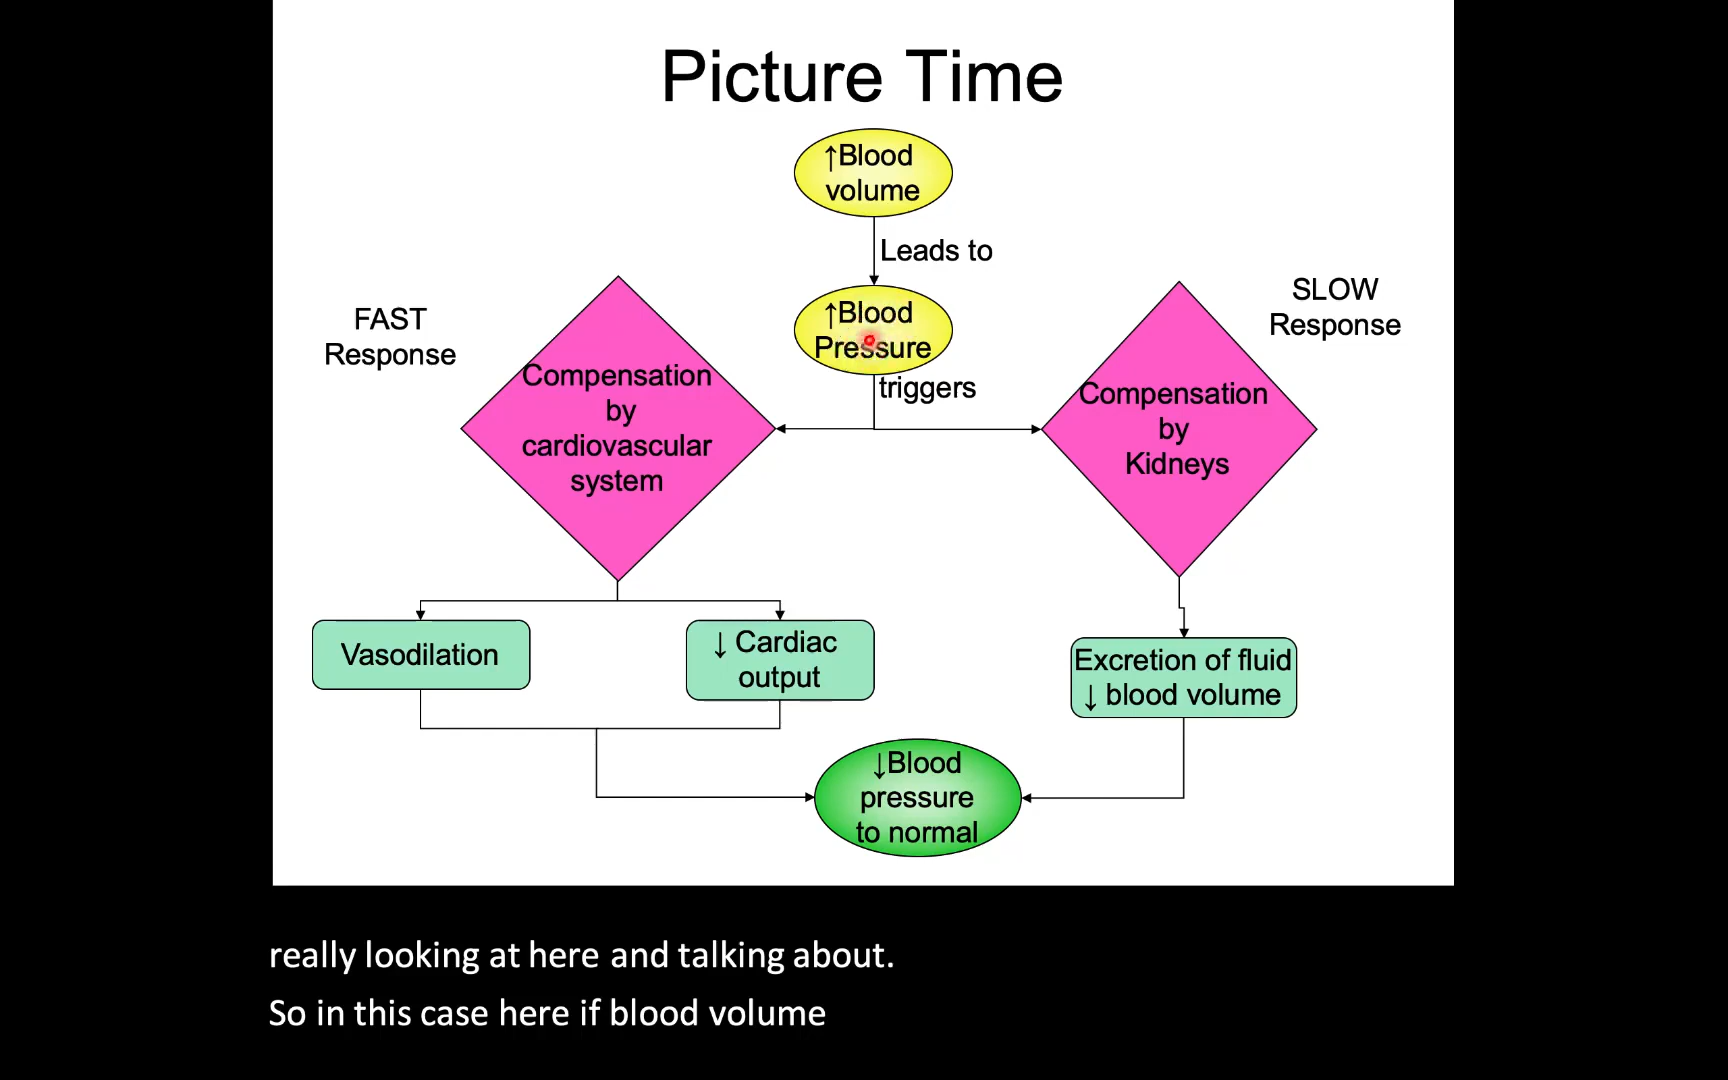 Picture Time
↑Blood
volume
Leads to
↑Blood
Pressure
triggers
FAST
Response
SLOW
Response
Compensation
by
cardiovascular
system
Compensation
by
Kidneys
Vasodilation
↓ Cardiac
output
Excretion of fluid
↓ blood volume
↓Blood
pressure
to normal
really looking at here and talking about.
So in this case here if blood volume